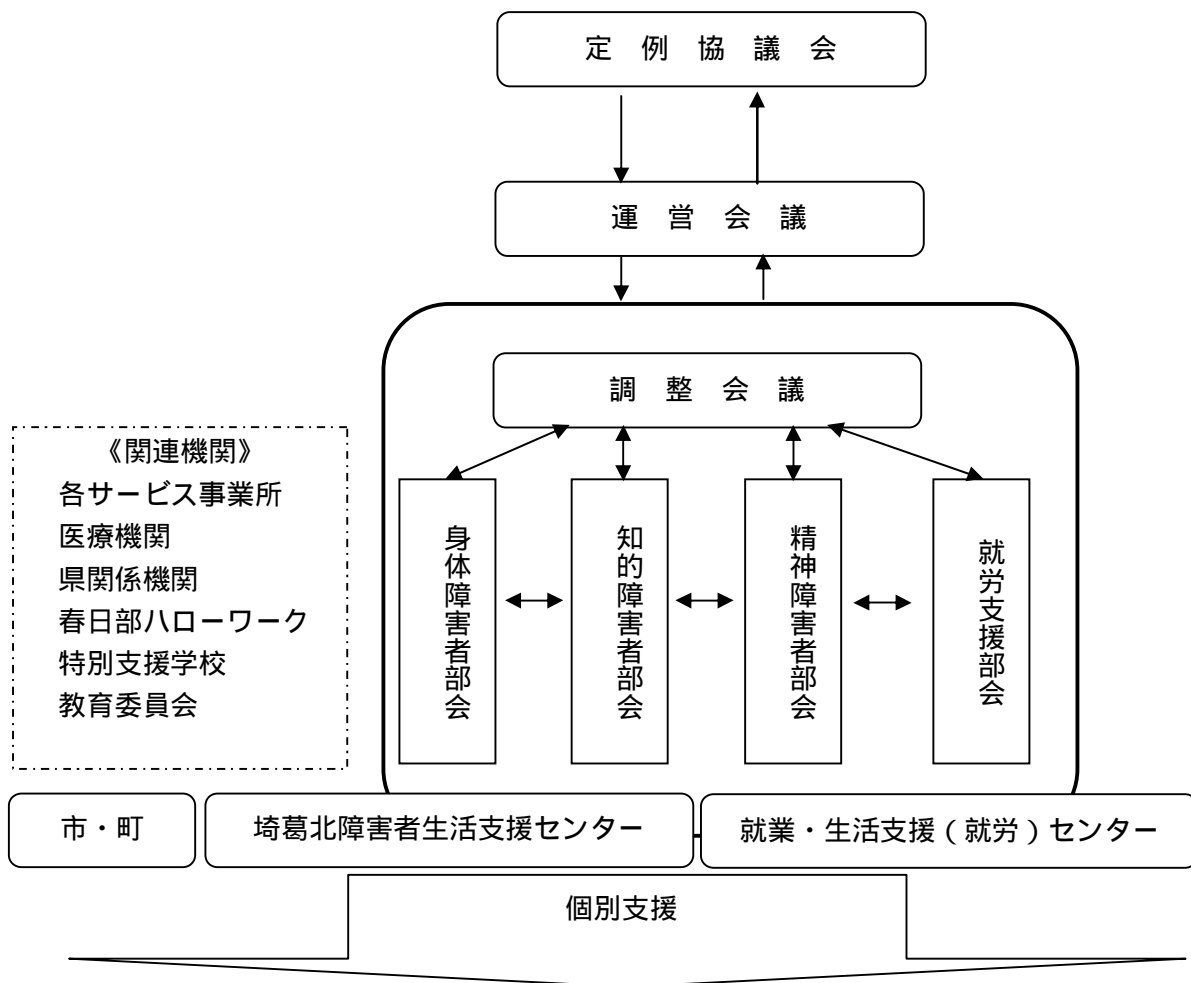 定　例　協　議　会
運　営　会　議
調　整　会　議
《関連機関》
各サービス事業所
医療機関
県関係機関
春日部ハローワーク
特別支援学校
教育委員会
身体障害者部会
知的障害者部会
精神障害者部会
就労支援部会
市・町
埼葛北障害者生活支援センター
就業・生活支援（就労）センター
個別支援